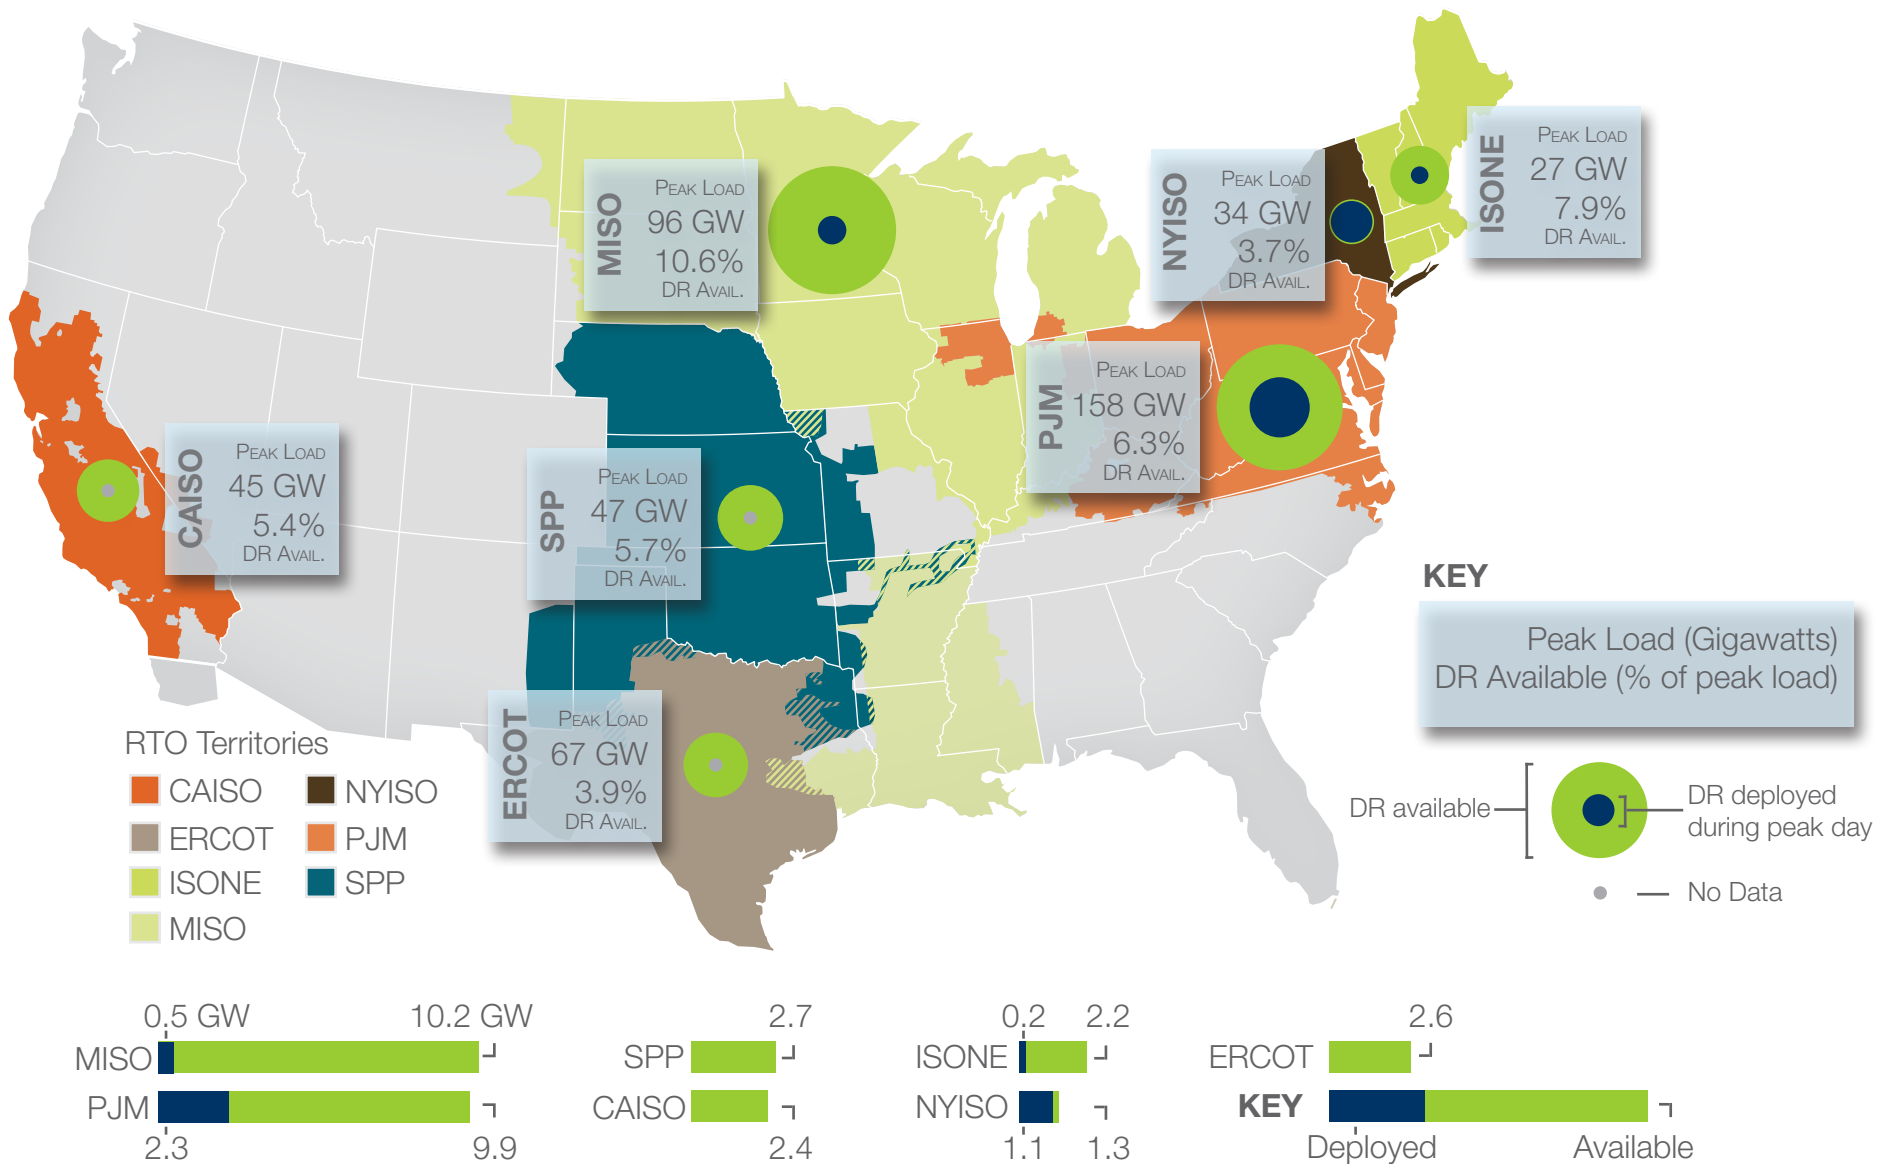 MISO
PEAK LOAD
96 GW
10.6%
DR AVAIL.
NYISO
PEAK LOAD
34 GW
3.7%
DR AVAIL.
ISONE
PEAK LOAD
27 GW
7.9%
DR AVAIL.
PJM
PEAK LOAD
158 GW
6.3%
DR AVAIL.
CAISO
PEAK LOAD
45 GW
5.4%
DR AVAIL.
SPP
PEAK LOAD
47 GW
5.7%
DR AVAIL.
ERCOT
PEAK LOAD
67 GW
3.9%
DR AVAIL.
KEY
Peak Load (Gigawatts)
DR Available (% of peak load)
DR available
DR deployed
during peak day
No Data
RTO Territories
CAISO
NYISO
ERCOT
PJM
ISONE
SPP
MISO
0.5 GW 10.2 GW
MISO
PJM
2.3 9.9
2.7
SPP
CAISO
2.4
0.2 2.2
ISONE
NYISO
1.1 1.3
2.6
ERCOT
KEY
Deployed Available